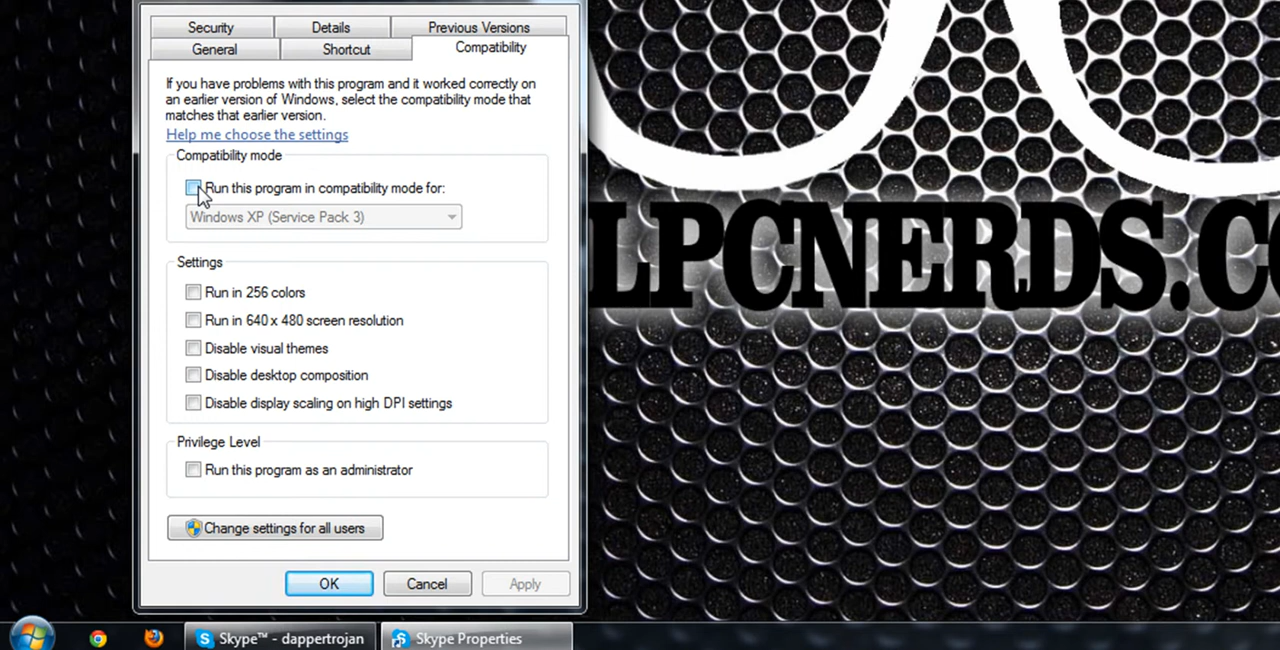 Security Details Previous Versions
General Shortcut Compatibility
If you have problems with this program and it worked correctly on
an earlier version of Windows, select the compatibility mode that
matches that earlier version.
Help me choose the settings
Compatibility mode
Run this program in compatibility mode for:
Windows XP (Service Pack 3)
Settings
Run in 256 colors
Run in 640 x 480 screen resolution
Disable visual themes
Disable desktop composition
Disable display scaling on high DPI settings
Privilege Level
Run this program as an administrator
Change settings for all users
OK Cancel Apply
LPCNERDS.CO
Skype™ - dappertrojan Skype Properties